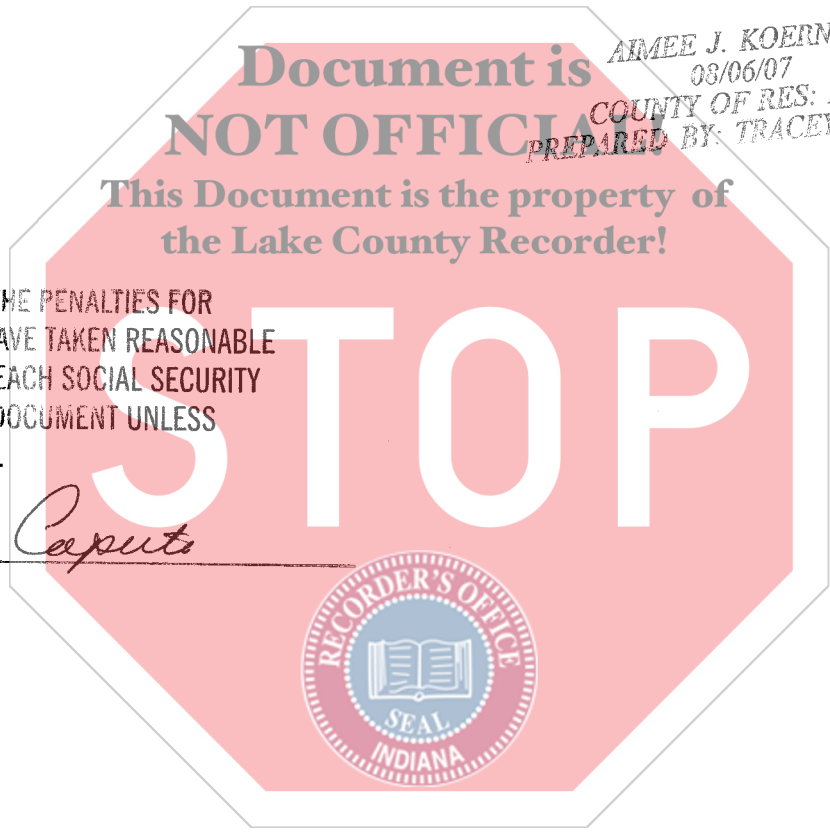 AIMEE J. KOERN
08/06/07
COUNTY OF RES:
PREPARED BY: TRACEY
Document is
NOT OFFICIAL!
This Document is the property of
the Lake County Recorder!
HE PENALTIES FOR
AVE TAKEN REASONABLE
EACH SOCIAL SECURITY
DOCUMENT UNLESS
STOP
Caputo
RECORDER'S OFFICE
SEAL
INDIANA